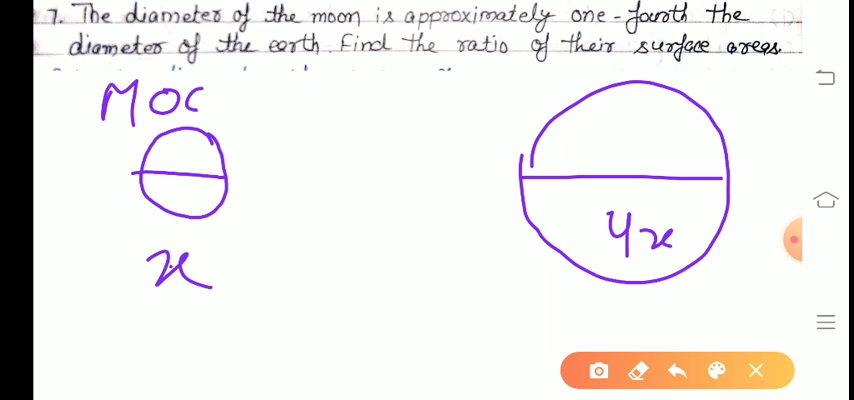 7. The diameter of the moon is approximately one-fourth the
diameter of the earth. Find the ratio of their surface areas.
MOC
x
4x